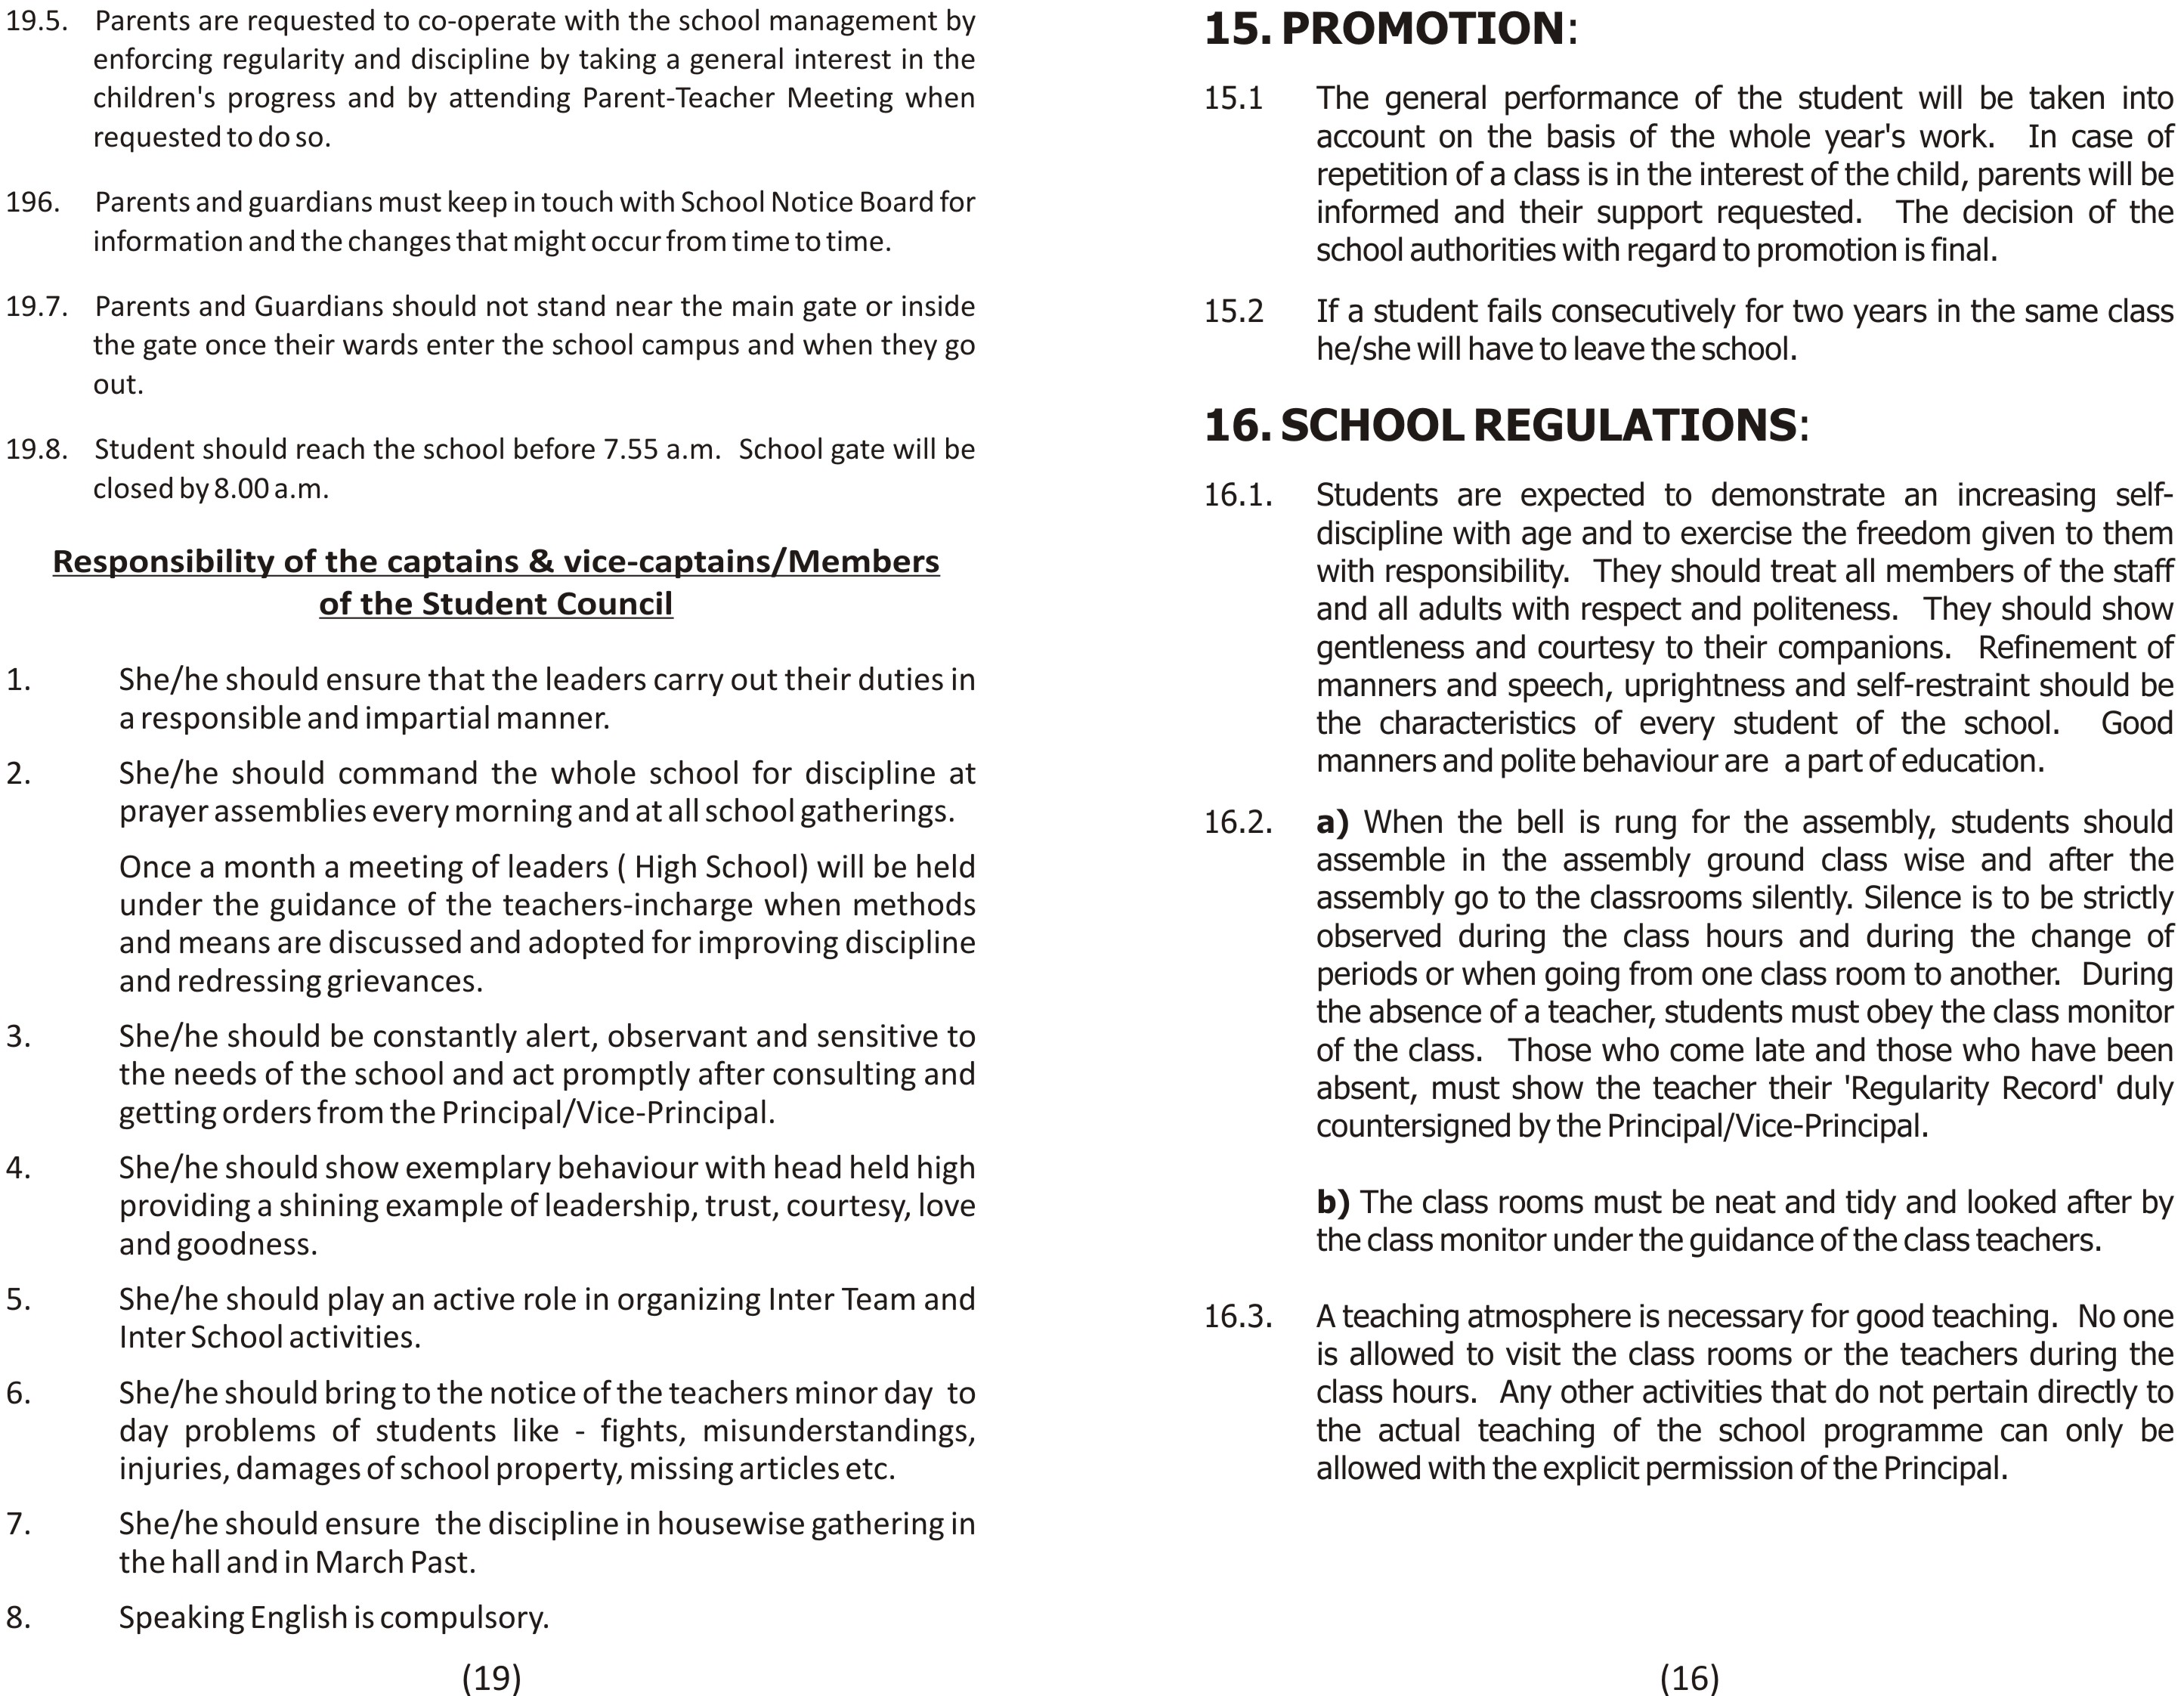 19.5. Parents are requested to co-operate with the school management by
enforcing regularity and discipline by taking a general interest in the
children's progress and by attending Parent-Teacher Meeting when
requested to do so.
196. Parents and guardians must keep in touch with School Notice Board for
information and the changes that might occur from time to time.
19.7. Parents and Guardians should not stand near the main gate or inside
the gate once their wards enter the school campus and when they go
out.
19.8. Student should reach the school before 7.55 a.m. School gate will be
closed by 8.00 a.m.
Responsibility of the captains & vice-captains/Members
of the Student Council
1. She/he should ensure that the leaders carry out their duties in
a responsible and impartial manner.
2. She/he should command the whole school for discipline at
prayer assemblies every morning and at all school gatherings.
Once a month a meeting of leaders ( High School) will be held
under the guidance of the teachers-incharge when methods
and means are discussed and adopted for improving discipline
and redressing grievances.
3. She/he should be constantly alert, observant and sensitive to
the needs of the school and act promptly after consulting and
getting orders from the Principal/Vice-Principal.
4. She/he should show exemplary behaviour with head held high
providing a shining example of leadership, trust, courtesy, love
and goodness.
5. She/he should play an active role in organizing Inter Team and
Inter School activities.
6. She/he should bring to the notice of the teachers minor day to
day problems of students like - fights, misunderstandings,
injuries, damages of school property, missing articles etc.
7. She/he should ensure the discipline in housewise gathering in
the hall and in March Past.
8. Speaking English is compulsory.
(19)
15. PROMOTION:
15.1 The general performance of the student will be taken into
account on the basis of the whole year's work. In case of
repetition of a class is in the interest of the child, parents will be
informed and their support requested. The decision of the
school authorities with regard to promotion is final.
15.2 If a student fails consecutively for two years in the same class
he/she will have to leave the school.
16. SCHOOL REGULATIONS:
16.1. Students are expected to demonstrate an increasing self-
discipline with age and to exercise the freedom given to them
with responsibility. They should treat all members of the staff
and all adults with respect and politeness. They should show
gentleness and courtesy to their companions. Refinement of
manners and speech, uprightness and self-restraint should be
the characteristics of every student of the school. Good
manners and polite behaviour are a part of education.
16.2. a) When the bell is rung for the assembly, students should
assemble in the assembly ground class wise and after the
assembly go to the classrooms silently. Silence is to be strictly
observed during the class hours and during the change of
periods or when going from one class room to another. During
the absence of a teacher, students must obey the class monitor
of the class. Those who come late and those who have been
absent, must show the teacher their 'Regularity Record' duly
countersigned by the Principal/Vice-Principal.
b) The class rooms must be neat and tidy and looked after by
the class monitor under the guidance of the class teachers.
16.3. A teaching atmosphere is necessary for good teaching. No one
is allowed to visit the class rooms or the teachers during the
class hours. Any other activities that do not pertain directly to
the actual teaching of the school programme can only be
allowed with the explicit permission of the Principal.
(16)